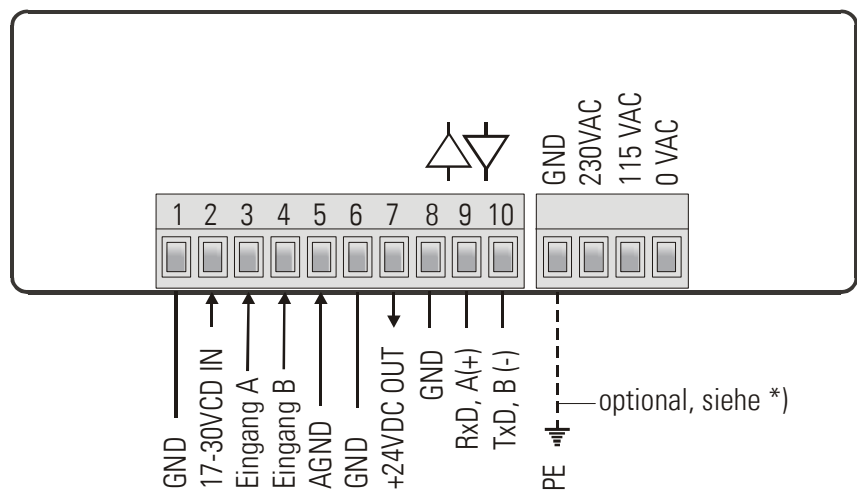 GND
230VAC
115 VAC
0 VAC
1 2 3 4 5 6 7 8 9 10
GND
17-30VCD IN
Eingang A
Eingang B
AGND
GND
+24VDC OUT
GND
RxD, A(+)
TxD, B (-)
optional, siehe *)
PE